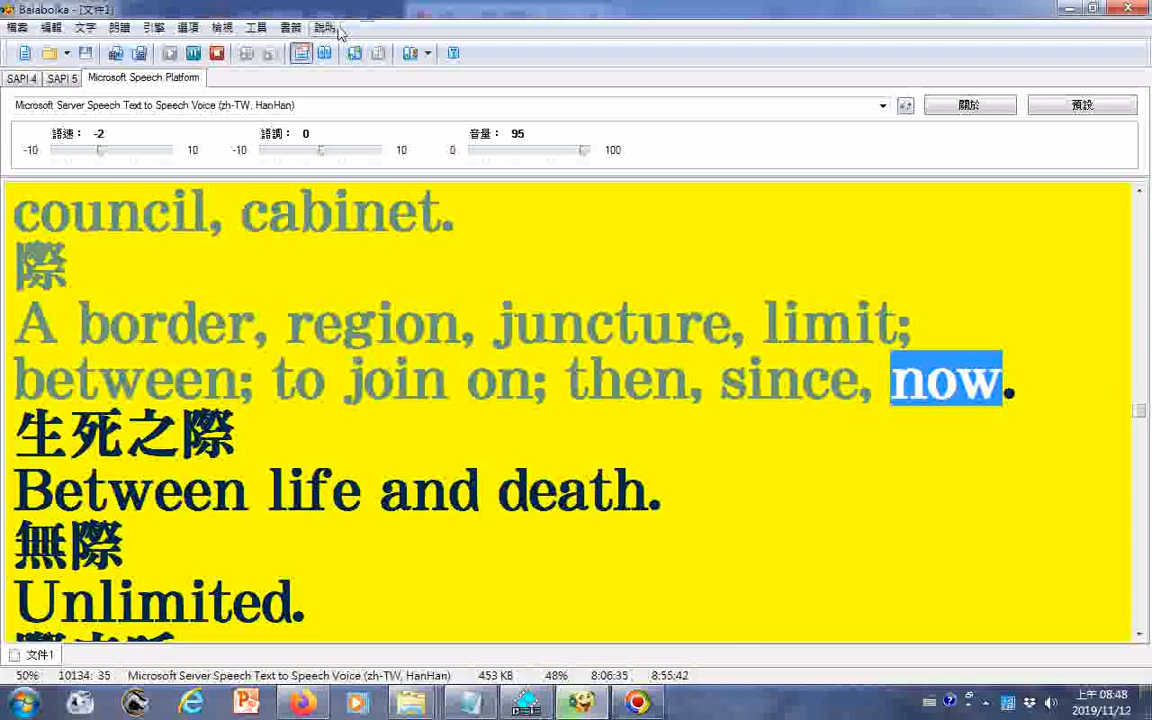 Balabolka - [文件1]
檔案 編輯 文字 朗讀 引擎 選項 檢視 工具 書籤 說明
SAPI 4 SAPI 5 Microsoft Speech Platform
Microsoft Server Speech Text to Speech Voice (zh-TW, HanHan) 關於 預設
語速： -2 語調： 0 音量： 95
-10 10 -10 10 0 100
council, cabinet.
際
A border, region, juncture, limit;
between; to join on; then, since, now.
生死之際
Between life and death.
無際
Unlimited.
文件1
50% 10134: 35 Microsoft Server Speech Text to Speech Voice (zh-TW, HanHan) 453 KB 48% 8:06:35 8:55:42
上午 08:48
2019/11/12